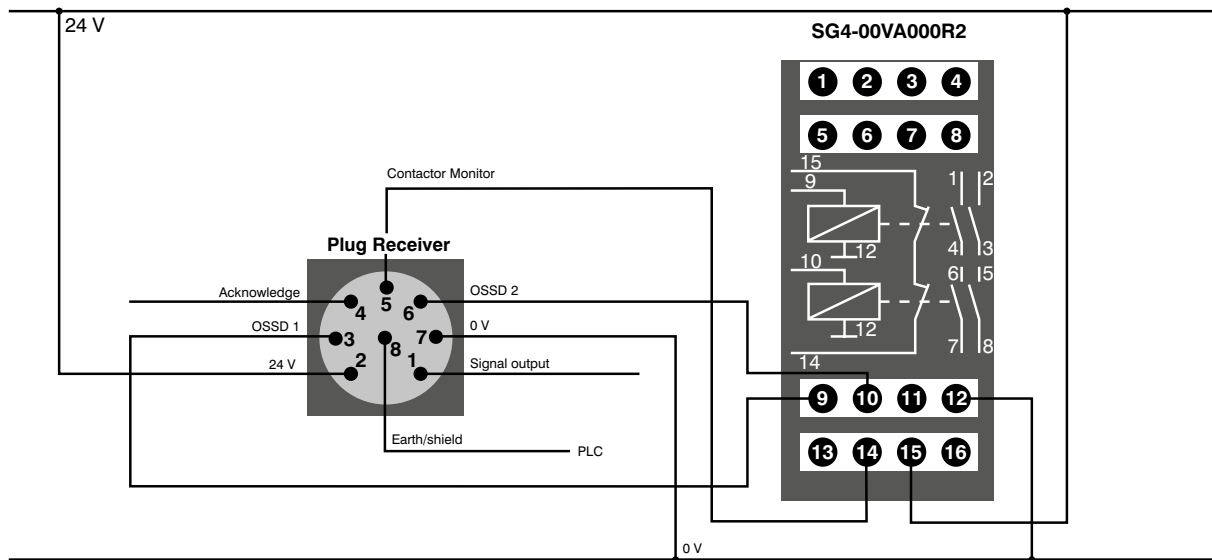 24 V
SG4-00VA000R2
1 2 3 4
5 6 7 8
15
9
1 2
Contactor Monitor
12
4 3
Plug Receiver
10
6 5
Acknowledge
OSSD 2
4 5 6
12
OSSD 1
0 V
3 8 7
7 8
24 V
2 1
Signal output
14
9 10 11 12
Earth/shield
PLC
13 14 15 16
0 V